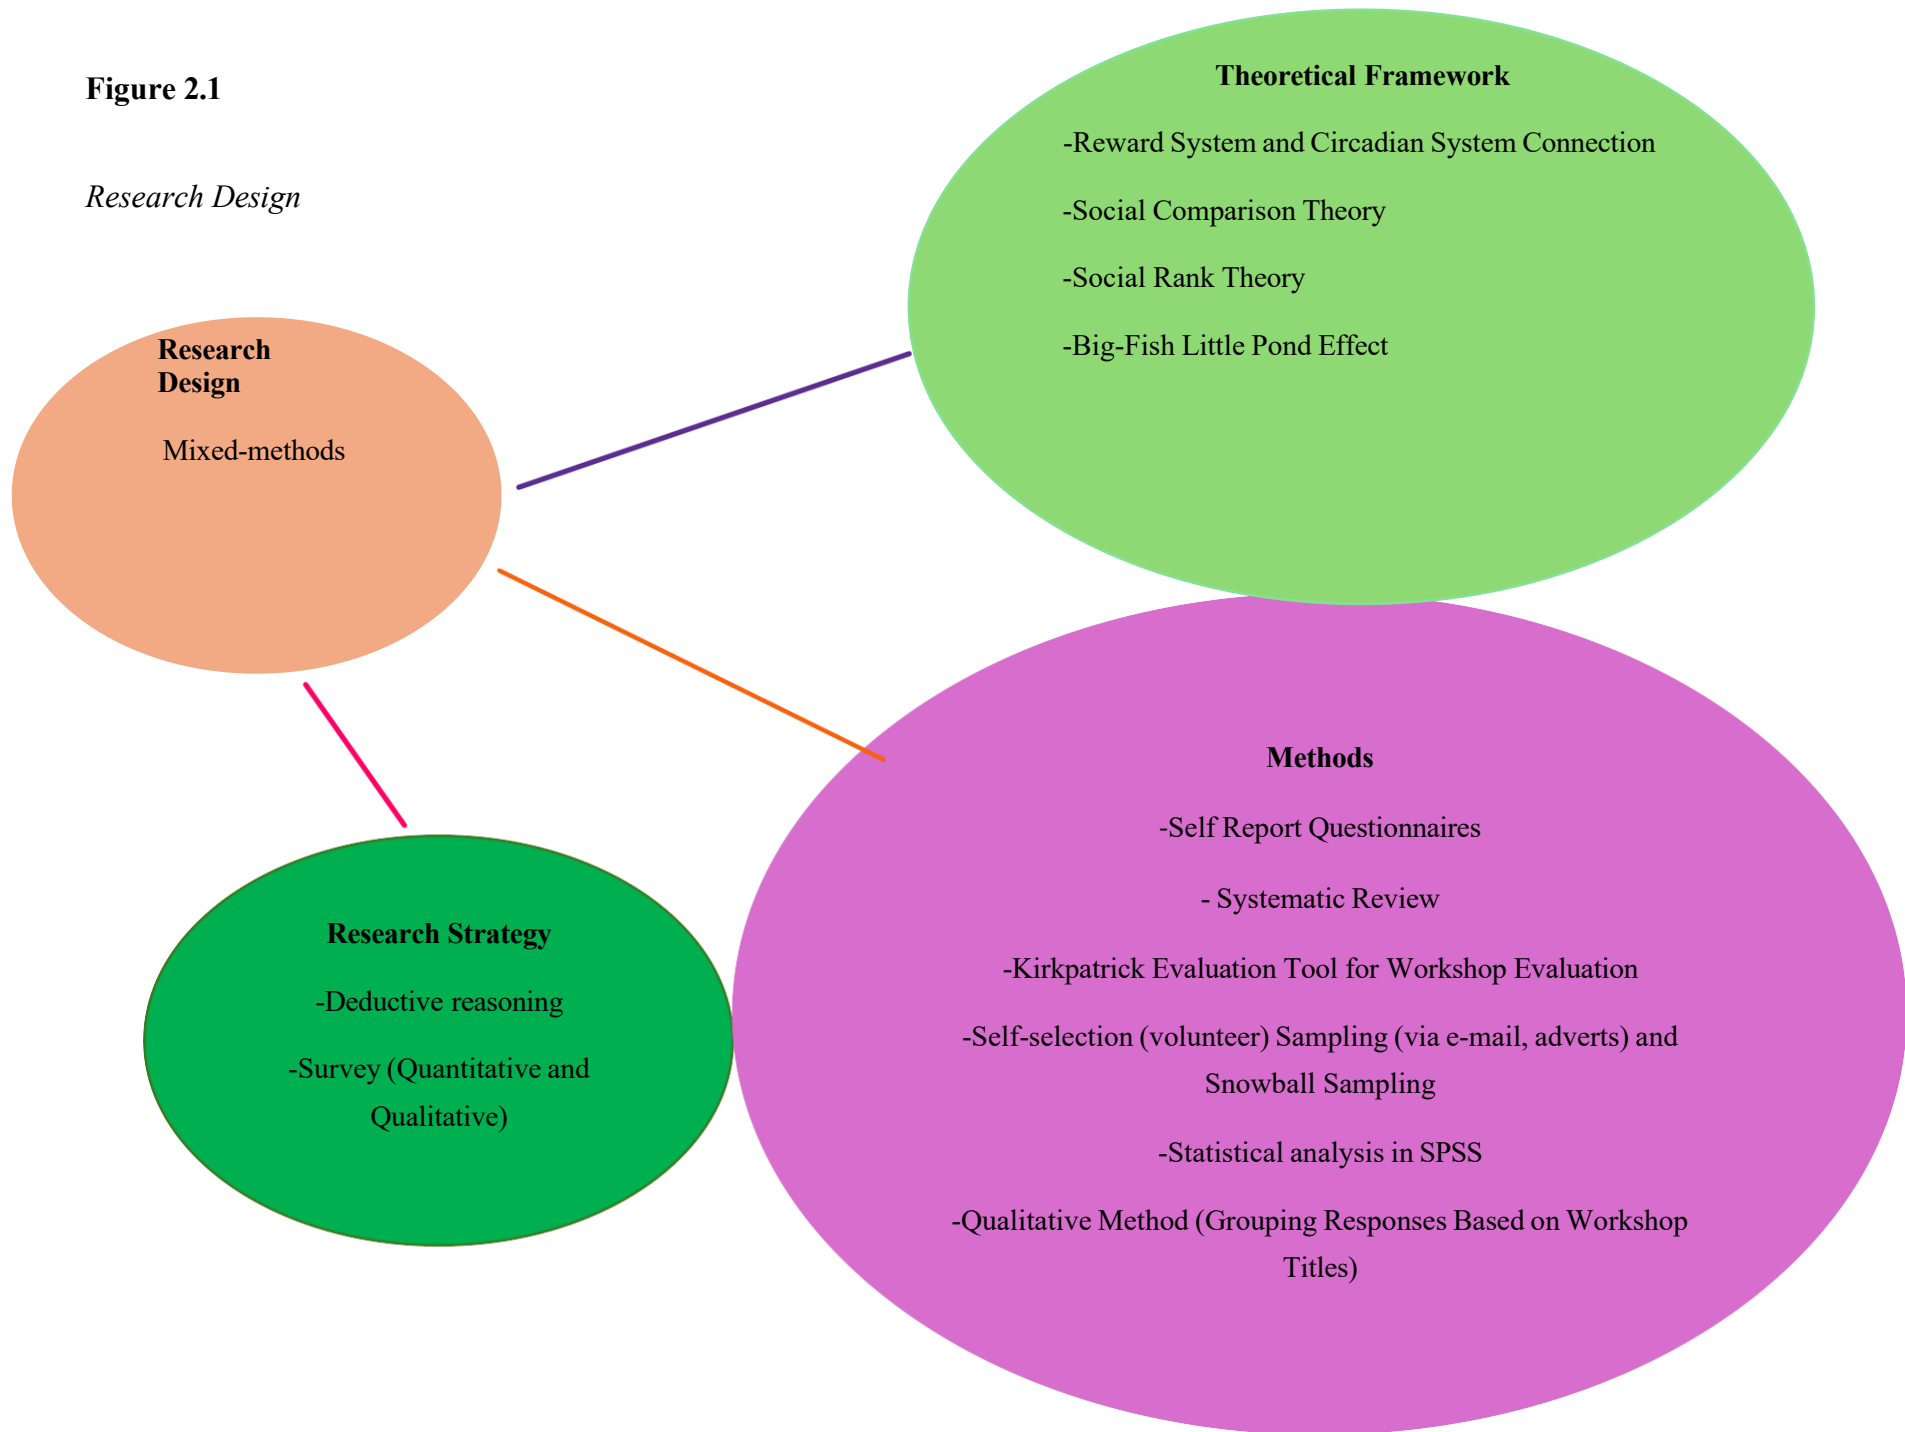 Figure 2.1
Research Design
Research
Design
Mixed-methods
Theoretical Framework
-Reward System and Circadian System Connection
-Social Comparison Theory
-Social Rank Theory
-Big-Fish Little Pond Effect
Research Strategy
-Deductive reasoning
-Survey (Quantitative and
Qualitative)
Methods
-Self Report Questionnaires
- Systematic Review
-Kirkpatrick Evaluation Tool for Workshop Evaluation
-Self-selection (volunteer) Sampling (via e-mail, adverts) and
Snowball Sampling
-Statistical analysis in SPSS
-Qualitative Method (Grouping Responses Based on Workshop
Titles)